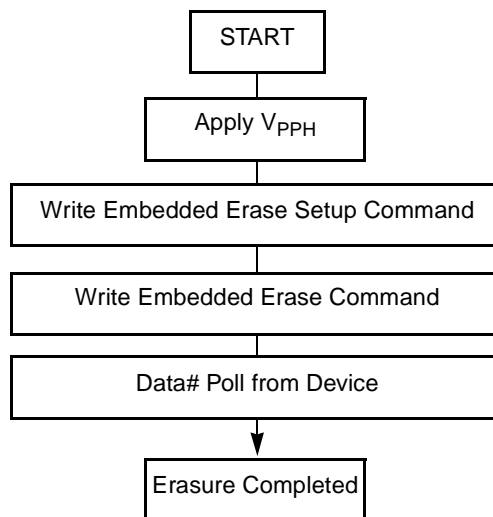 START
Apply VPPH
Write Embedded Erase Setup Command
Write Embedded Erase Command
Data# Poll from Device
Erasure Completed